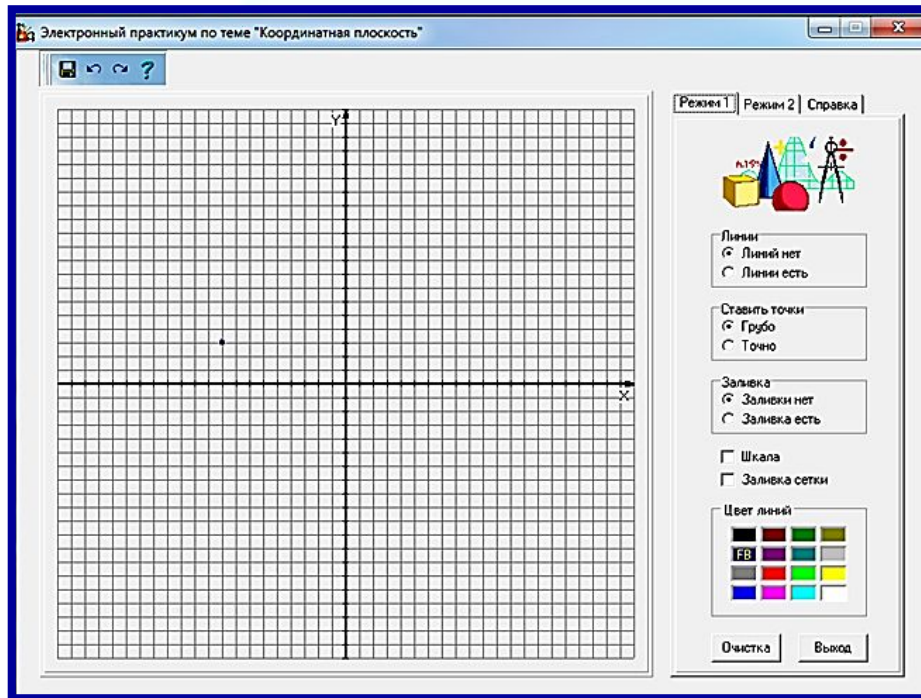 Электронный практикум по теме "Координатная плоскость"
?
Режим 1 Режим 2 Справка
Y
X
Линии
Линий нет
Линии есть
Ставить точки
Грубо
Точно
Заливка
Заливки нет
Заливка есть
Шкала
Заливка сетки
Цвет линий
FB
Очистка Выход